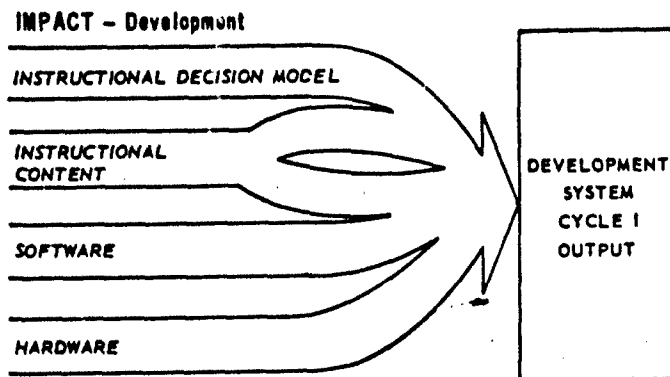 IMPACT – Development
INSTRUCTIONAL DECISION MODEL
INSTRUCTIONAL
CONTENT
SOFTWARE
HARDWARE
DEVELOPMENT
SYSTEM
CYCLE I
OUTPUT